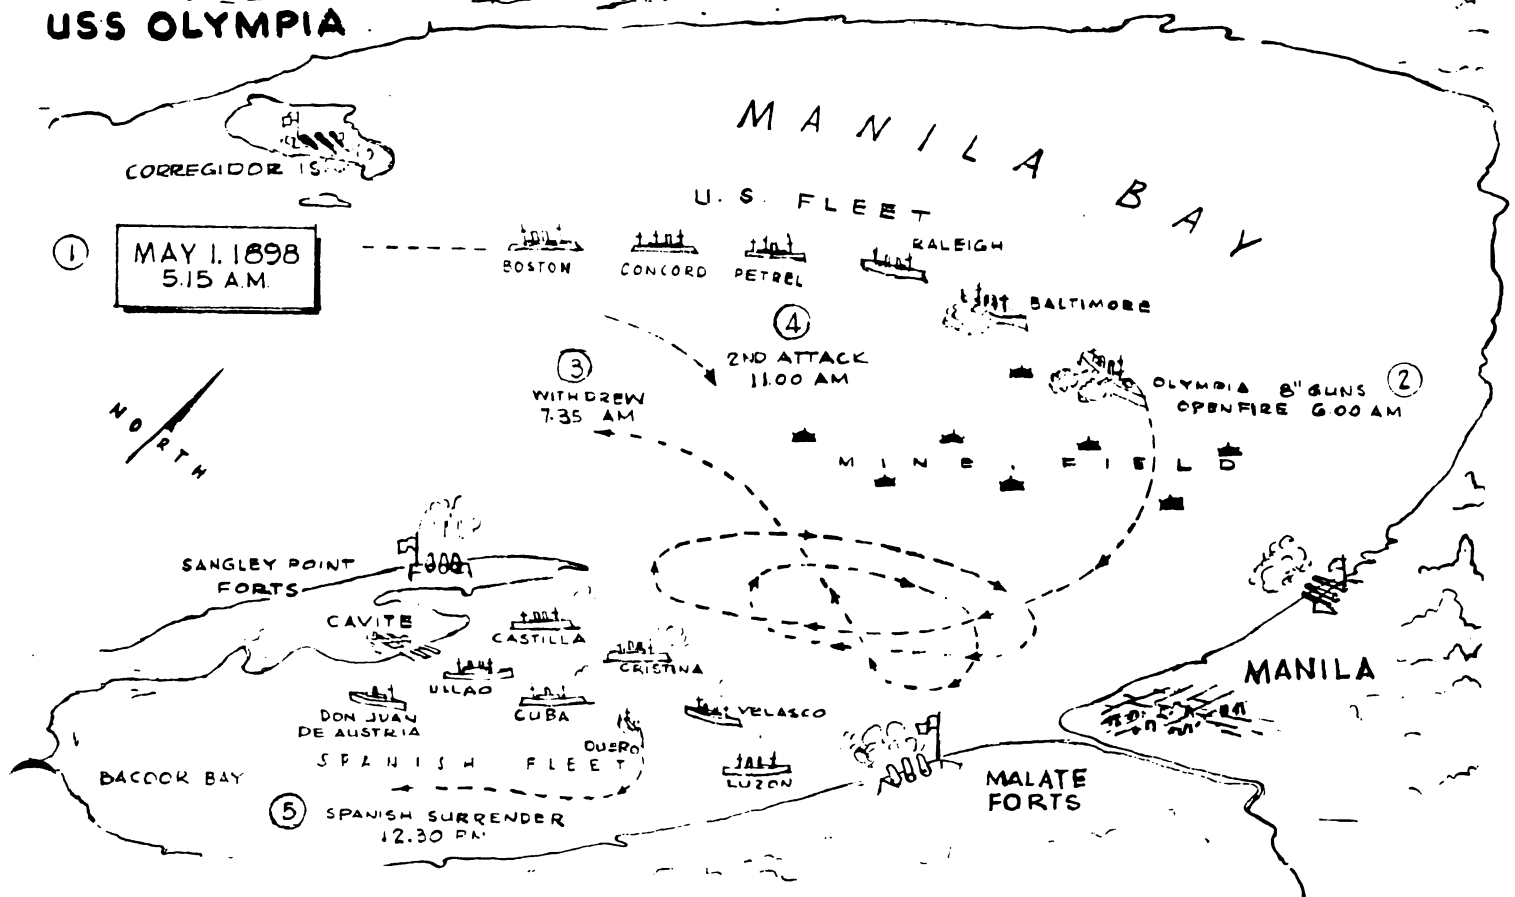 USS OLYMPIA
MANILA BAY
CORREGIDOR IS.
U.S. FLEET
1
MAY 1. 1898
5.15 A.M.
BOSTON
CONCORD
PETREL
RALEIGH
BALTIMORE
4
2ND ATTACK
11.00 AM
3
WITHDREW
7.35 AM
OLYMPIA 8" GUNS
OPENFIRE 6.00 AM
2
NORTH
MINE. FIELD
SANGLEY POINT
FORTS
CAVITE
CASTILLA
CRISTINA
ULLAO
DON JUAN
DE AUSTRIA
CUBA
VELASCO
DUERO
SPANISH FLEET
LUZON
MANILA
BACOOR BAY
MALATE
FORTS
5
SPANISH SURRENDER
12.30 PM